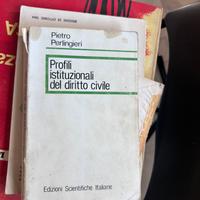 Pietro
Perlingieri
Profili
istituzionali
del diritto civile
Edizioni Scientifiche Italiane